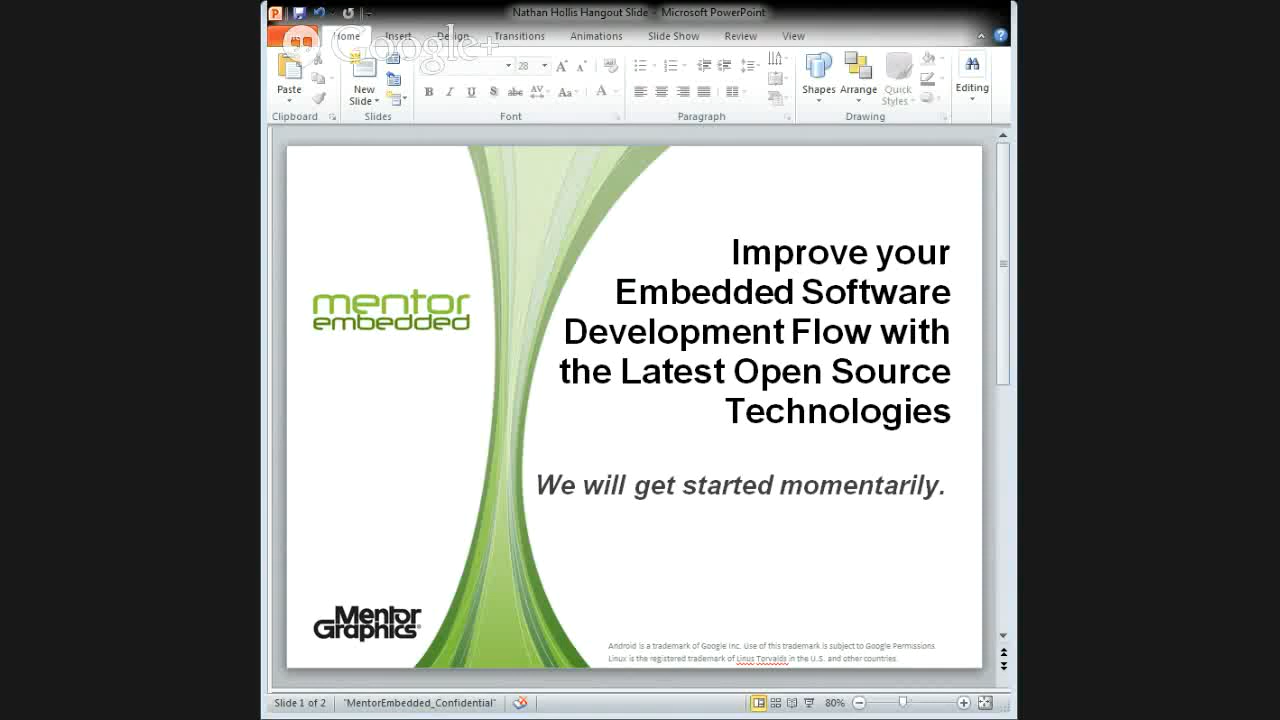 Nathan Hollis Hangout Slide - Microsoft PowerPoint
Google+
Home Insert Design Transitions Animations Slide Show Review View
28
Paste
New
Slide
B I U S abc AV Aa A
Shapes Arrange Quick
Styles
Editing
Clipboard Slides Font Paragraph Drawing
Improve your
Embedded Software
Development Flow with
the Latest Open Source
Technologies
mentor
embedded
We will get started momentarily.
Mentor
Graphics
Android is a trademark of Google Inc. Use of this trademark is subject to Google Permissions.
Linux is the registered trademark of Linus Torvalds in the U.S. and other countries.
Slide 1 of 2 "MentorEmbedded_Confidential" 80%